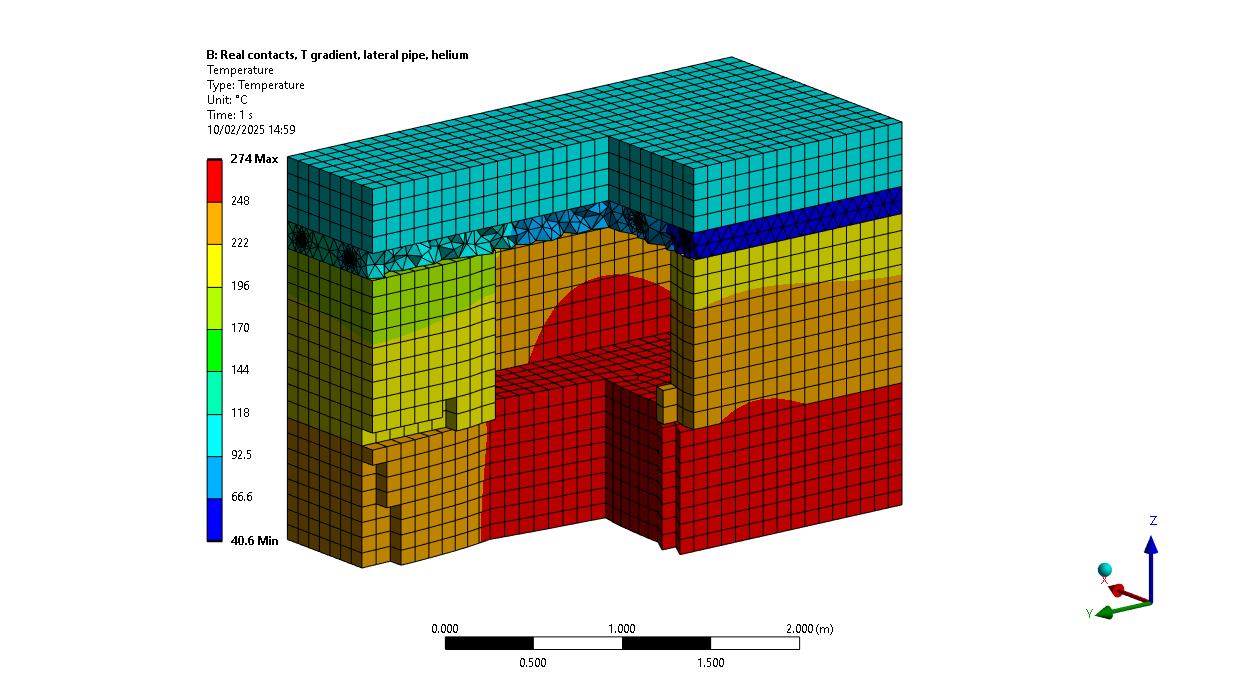 B: Real contacts, T gradient, lateral pipe, helium
Temperature
Type: Temperature
Unit: °C
Time: 1 s
10/02/2025 14:59
274 Max
248
222
196
170
144
118
92.5
66.6
40.6 Min
Z
X
Y
0.000 1.000 2.000 (m)
0.500 1.500